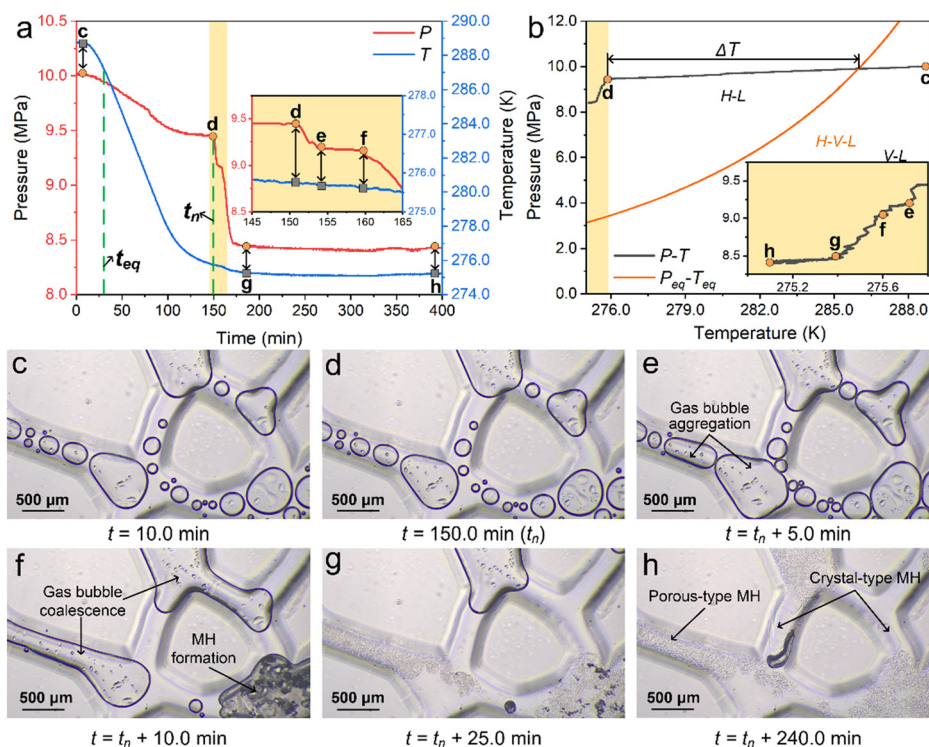 a
10.5
10.0
9.5
9.0
8.5
8.0
Pressure (MPa)
290.0
288.0
286.0
284.0
282.0
280.0
278.0
276.0
274.0
Temperature (K)
0 50 100 150 200 250 300 350 400
Time (min)
c
d
P
T
t_n
t_eq
g
h
9.5
9.0
8.5
278.0
277.0
276.0
275.0
145 150 155 160 165
d
e
f
b
12.0
10.0
8.0
6.0
4.0
2.0
0.0
Pressure (MPa)
276.0 279.0 282.0 285.0 288.0
Temperature (K)
ΔT
d
c
H-L
H-V-L
V-L
P-T
P_eq-T_eq
9.5
9.0
8.5
275.2 275.6
h
g
f
e
c
500 µm
t = 10.0 min
d
500 µm
t = 150.0 min (t_n)
e
Gas bubble
aggregation
500 µm
t = t_n + 5.0 min
f
Gas bubble
coalescence
MH
formation
500 µm
t = t_n + 10.0 min
g
500 µm
t = t_n + 25.0 min
h
Crystal-type MH
Porous-type MH
500 µm
t = t_n + 240.0 min